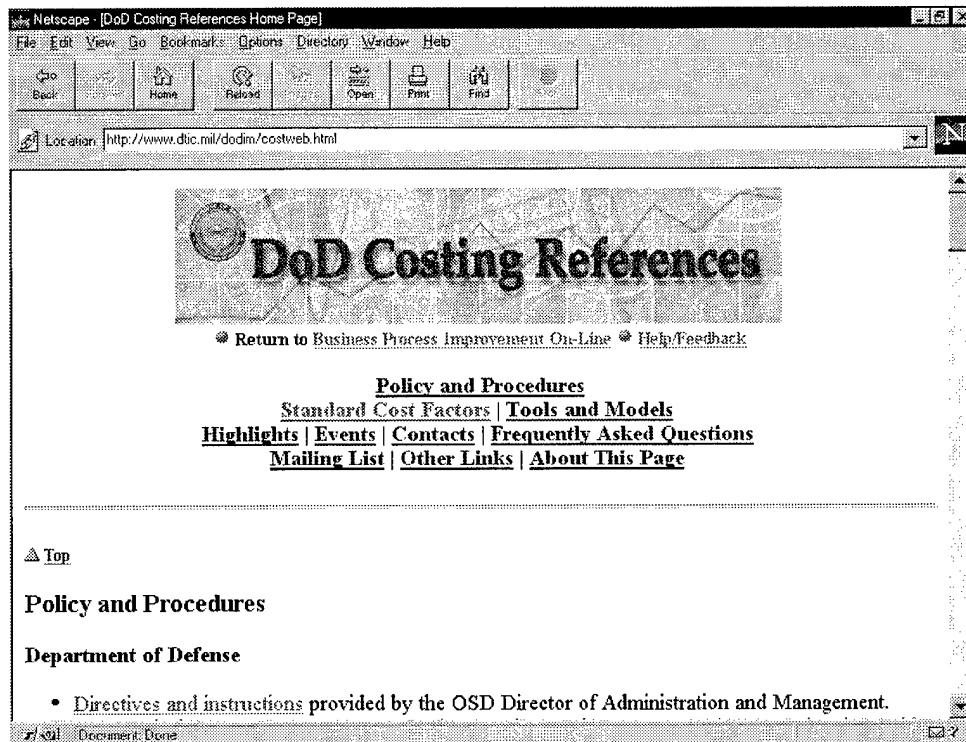 Netscape - [DoD Costing References Home Page]
File Edit View Go Bookmarks Options Directory Window Help
Back Home Reload Open Print Find
Location: http://www.dtic.mil/dodim/costweb.html
N
DoD Costing References
Return to Business Process Improvement On-Line Help/Feedback
Policy and Procedures
Standard Cost Factors | Tools and Models
Highlights | Events | Contacts | Frequently Asked Questions
Mailing List | Other Links | About This Page
Top
Policy and Procedures
Department of Defense
• Directives and instructions provided by the OSD Director of Administration and Management.
Document: Done